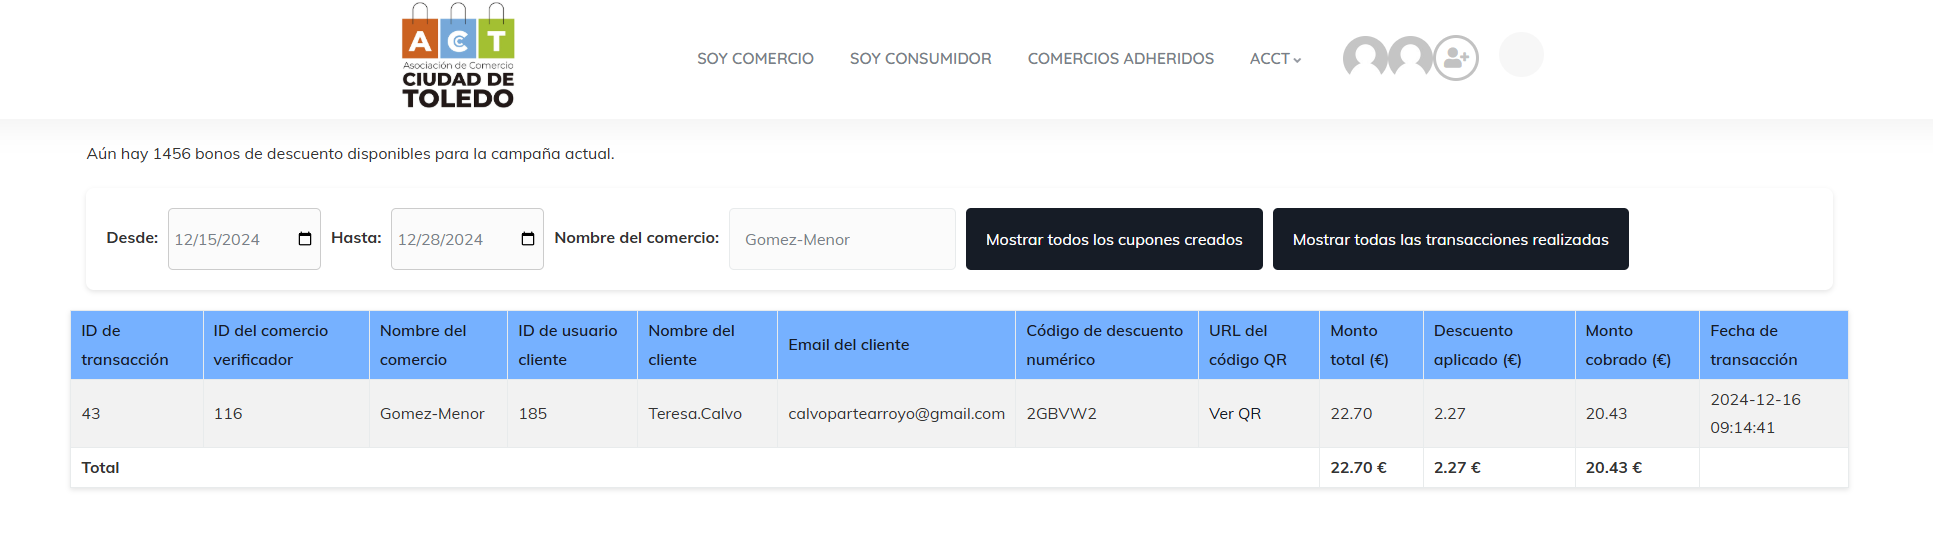 ACT
Asociación de Comercio
CIUDAD DE
TOLEDO
SOY COMERCIO
SOY CONSUMIDOR
COMERCIOS ADHERIDOS
ACCT
Aún hay 1456 bonos de descuento disponibles para la campaña actual.
Desde: 12/15/2024 Hasta: 12/28/2024 Nombre del comercio: Gomez-Menor Mostrar todos los cupones creados Mostrar todas las transacciones realizadas
ID de transacción
ID del comercio verificador
Nombre del comercio
ID de usuario cliente
Nombre del cliente
Email del cliente
Código de descuento numérico
URL del código QR
Monto total (€)
Descuento aplicado (€)
Monto cobrado (€)
Fecha de transacción
43 116 Gomez-Menor 185 Teresa.Calvo calvopartearroyo@gmail.com 2GBVW2 Ver QR 22.70 2.27 20.43 2024-12-16 09:14:41
Total 22.70 € 2.27 € 20.43 €